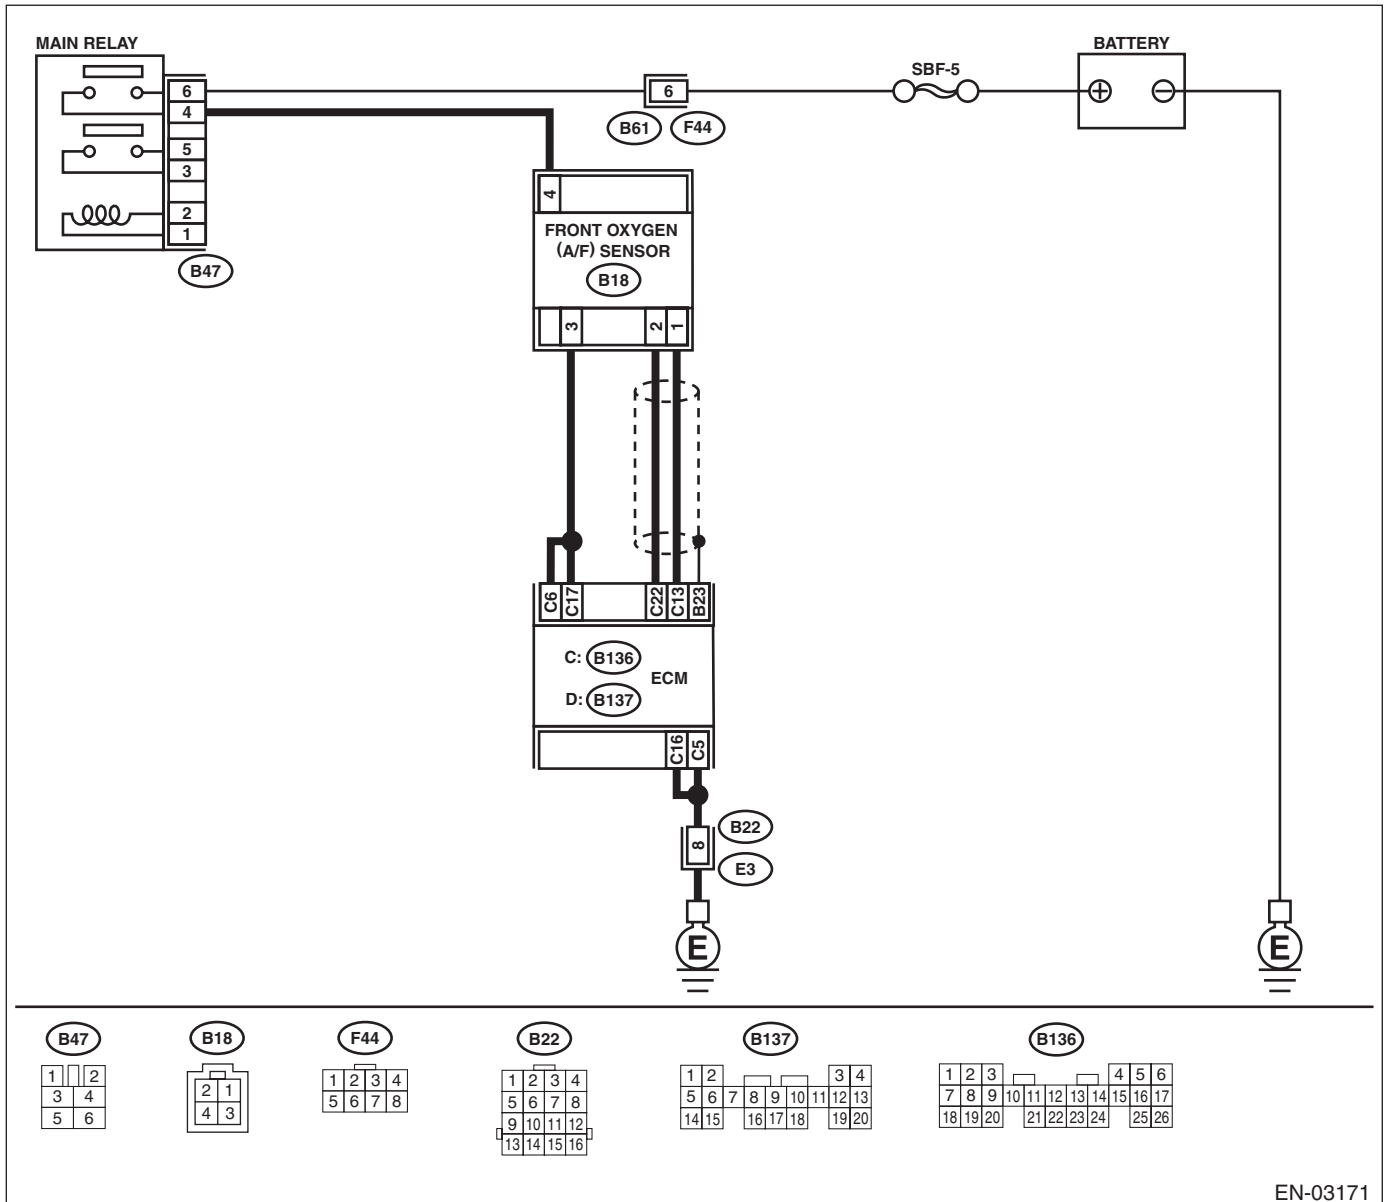 MAIN RELAY
BATTERY
SBF-5
6
4
5
3
2
1
B47
6
B61 F44
4
FRONT OXYGEN
(A/F) SENSOR
B18
3 2 1
C6 C17 C22 C13 B23
C: B136
ECM
D: B137
C16 C5
8
B22
E3
E
E
B47 B18 F44 B22 B137 B136
1 2
3 4
5 6
2 1
4 3
1 2 3 4
5 6 7 8
1 2 3 4
5 6 7 8
9 10 11 12
13 14 15 16
1 2 3 4
5 6 7 8 9 10 11 12 13
14 15 16 17 18 19 20
1 2 3 4 5 6
7 8 9 10 11 12 13 14 15 16 17
18 19 20 21 22 23 24 25 26
EN-03171